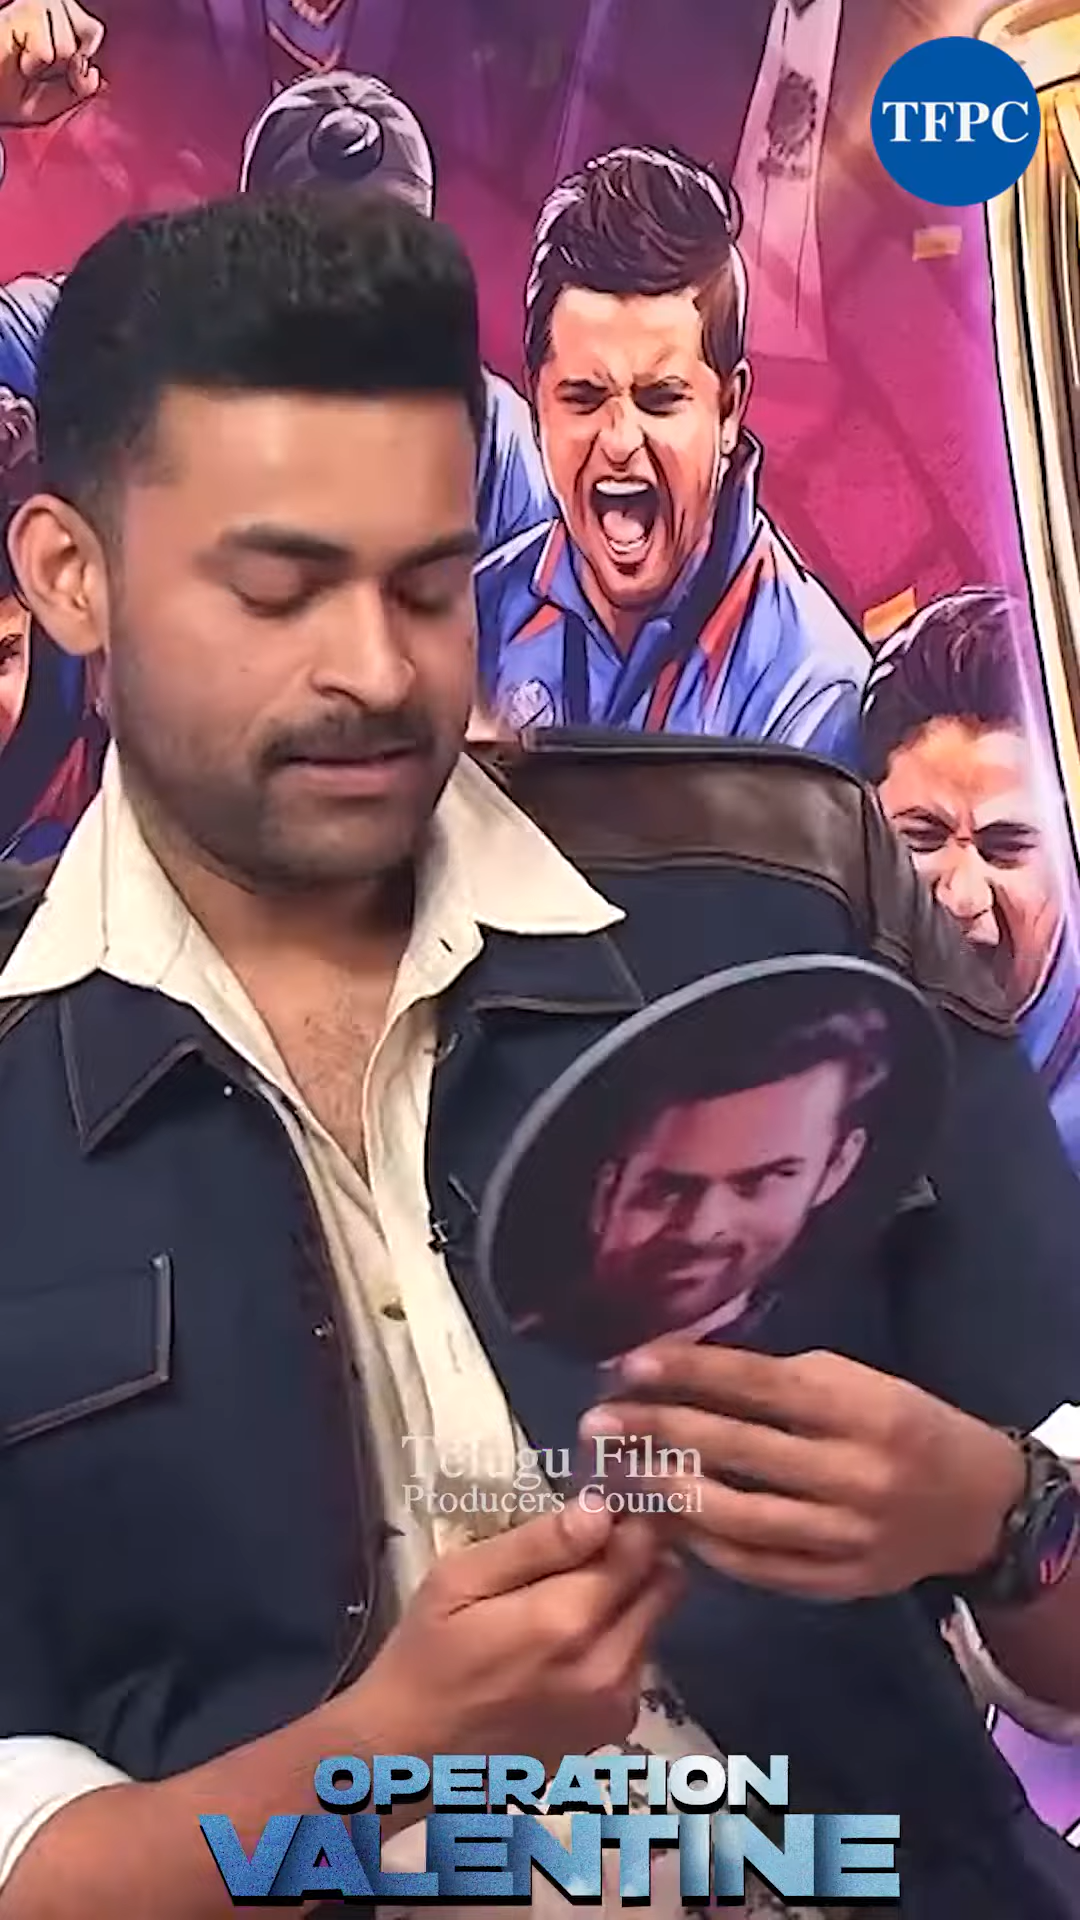 TFPC
Telugu Film
Producers Council
OPERATION
VALENTINE